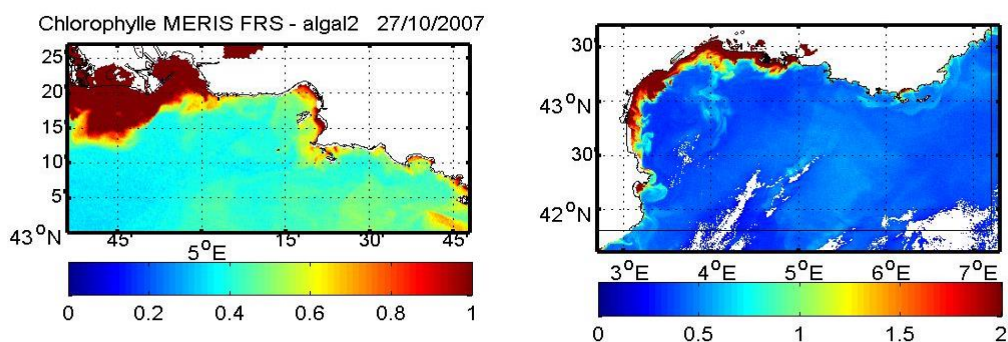 Chlorophylle MERIS FRS - algal2 27/10/2007
25
20
15
10
5
43°N
45'
5°E
15'
30'
45'
0 0.2 0.4 0.6 0.8 1
30'
43°N
30'
42°N
3°E 4°E 5°E 6°E 7°E
0 0.5 1 1.5 2